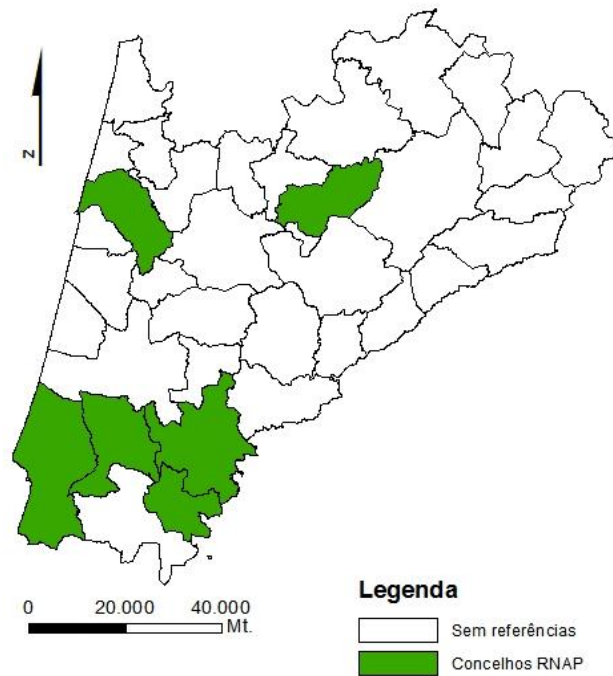 N
Legenda
0 20.000 40.000
Mt.
Sem referências
Concelhos RNAP